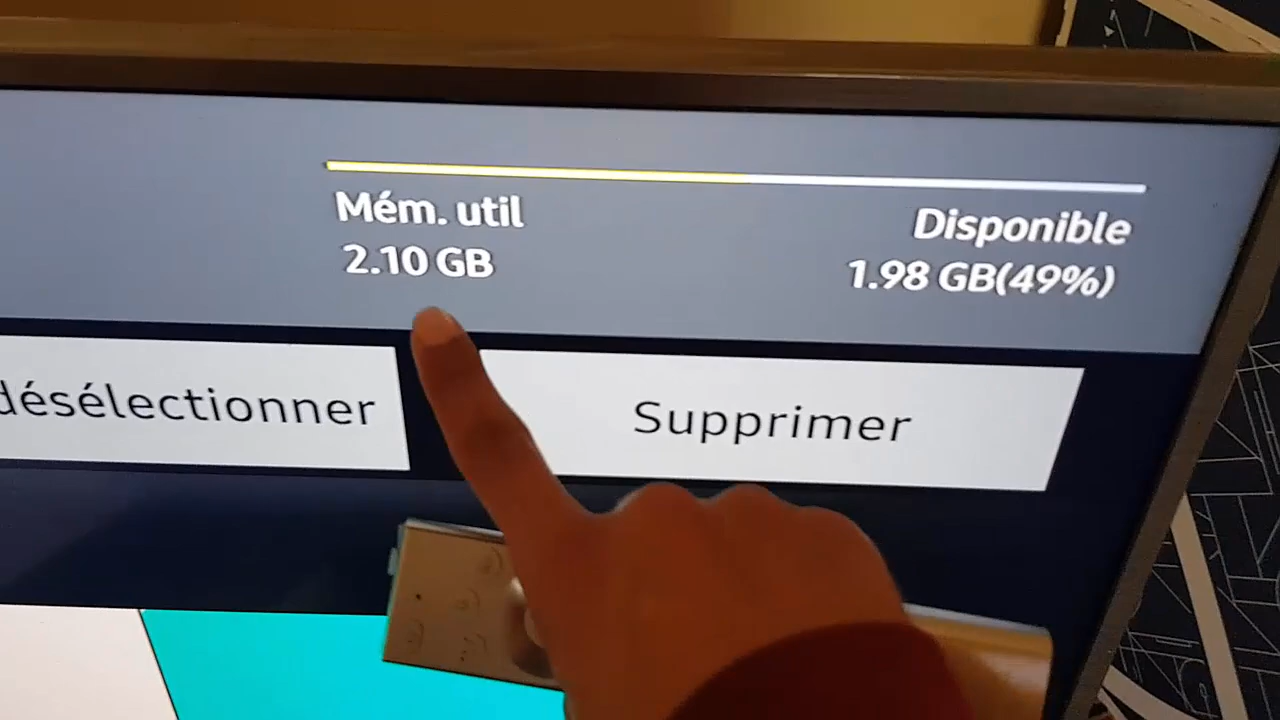 Mém. util
2.10 GB
Disponible
1.98 GB(49%)
désélectionner
Supprimer